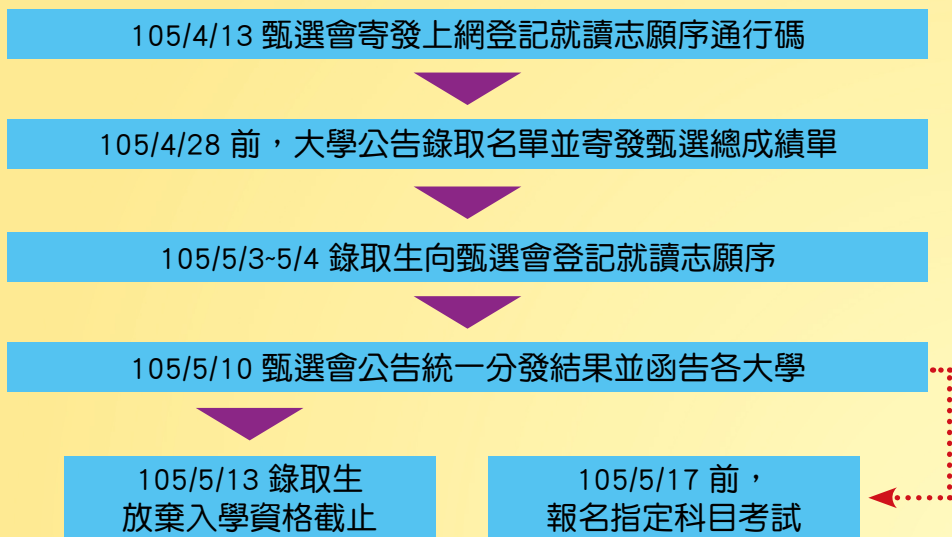 105/4/13 甄選會寄發上網登記就讀志願序通行碼
105/4/28 前，大學公告錄取名單並寄發甄選總成績單
105/5/3~5/4 錄取生向甄選會登記就讀志願序
105/5/10 甄選會公告統一分發結果並函告各大學
105/5/13 錄取生
放棄入學資格截止
105/5/17 前，
報名指定科目考試